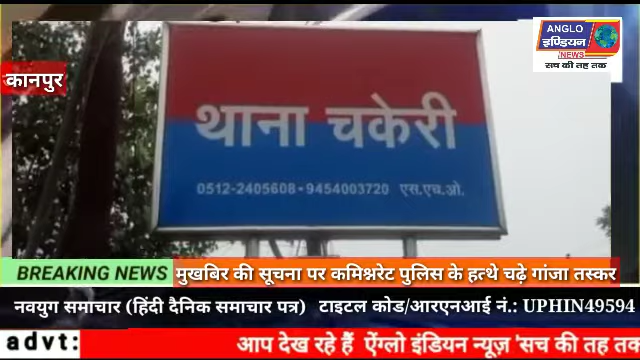 ANGLO
इण्डियन
NEWS
सच की तह तक
कानपुर
थाना चकेरी
0512-2405608 • 9454003720 एस.एच.ओ.
BREAKING NEWS मुखबिर की सूचना पर कमिश्नरेट पुलिस के हत्थे चढ़े गांजा तस्कर
नवयुग समाचार (हिंदी दैनिक समाचार पत्र) टाइटल कोड/आरएनआई नं.: UPHIN49594
advt: आप देख रहे हैं ऐंग्लो इंडियन न्यूज़ 'सच की तह तक